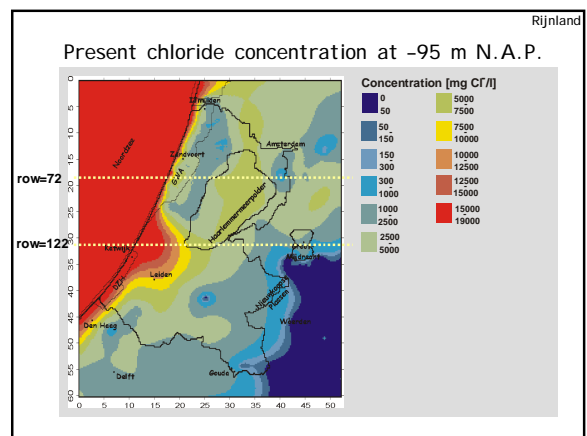 Rijnland
Present chloride concentration at –95 m N.A.P.
Concentration [mg Cl⁻/l]
0
50
50
150
150
300
300
1000
1000
2500
2500
5000
5000
7500
7500
10000
10000
12500
12500
15000
15000
19000
row=72
row=122
0
5
10
15
20
25
30
35
40
45
50
55
60
0 5 10 15 20 25 30 35 40 45 50
IJmuiden
Noordzee
Zandvoort
GWA
Amsterdam
Haarlemmermeerpolder
Katwijk
DZH
Leiden
Groot
Mijdrecht
Nieuwkoopse
Plassen
Den Haag
Delft
Gouda